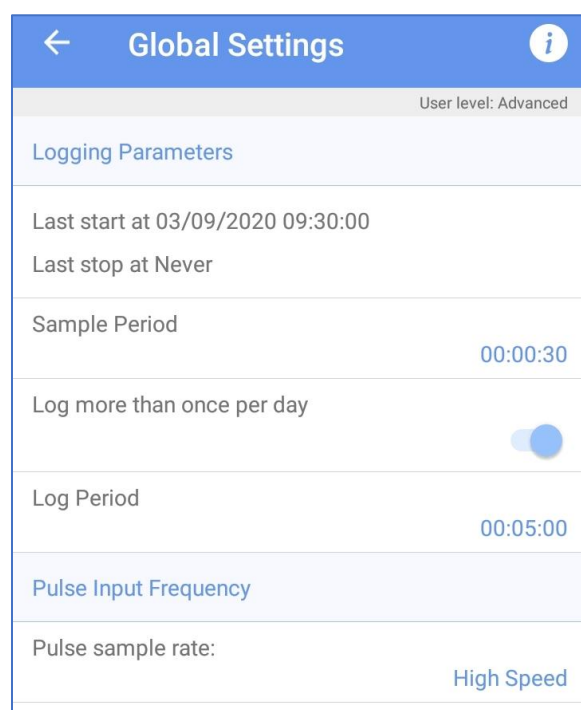 Global Settings
User level: Advanced
Logging Parameters
Last start at 03/09/2020 09:30:00
Last stop at Never
Sample Period
00:00:30
Log more than once per day
Log Period
00:05:00
Pulse Input Frequency
Pulse sample rate:
High Speed